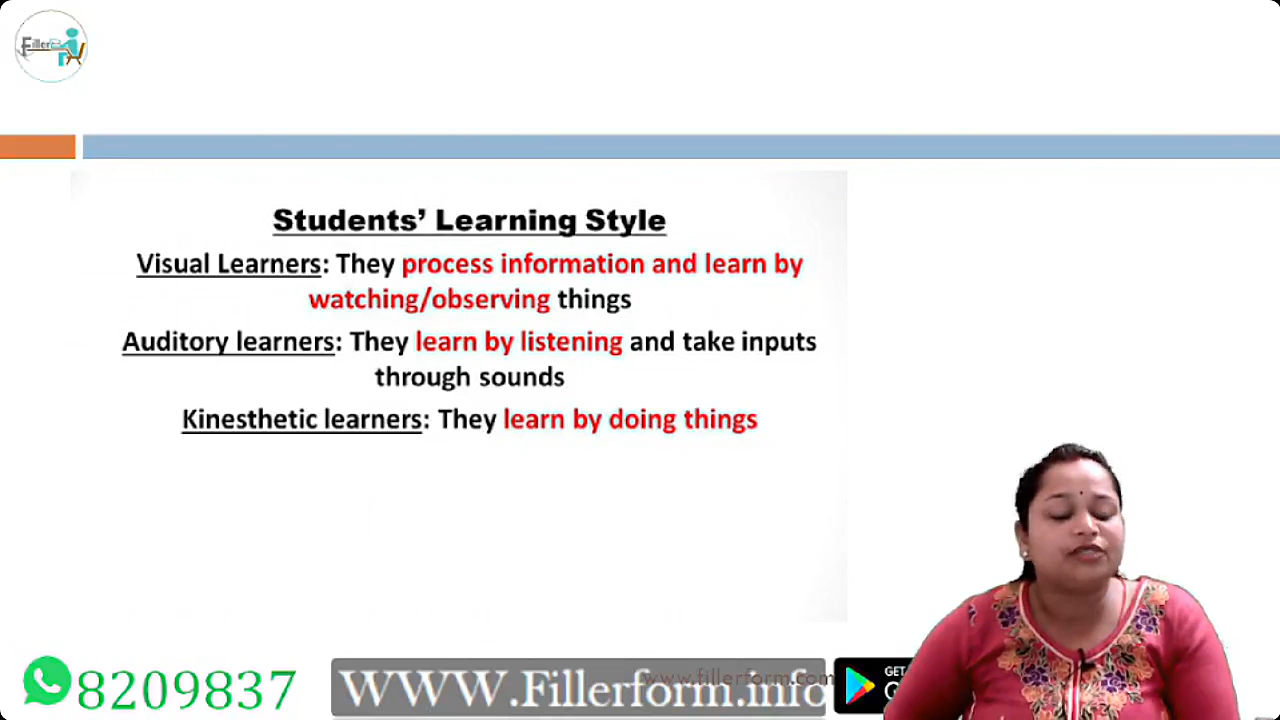 Filler
Students’ Learning Style
Visual Learners: They process information and learn by
watching/observing things
Auditory learners: They learn by listening and take inputs
through sounds
Kinesthetic learners: They learn by doing things
8209837
WWW.Fillerform.info
www.fillerform.com
GET